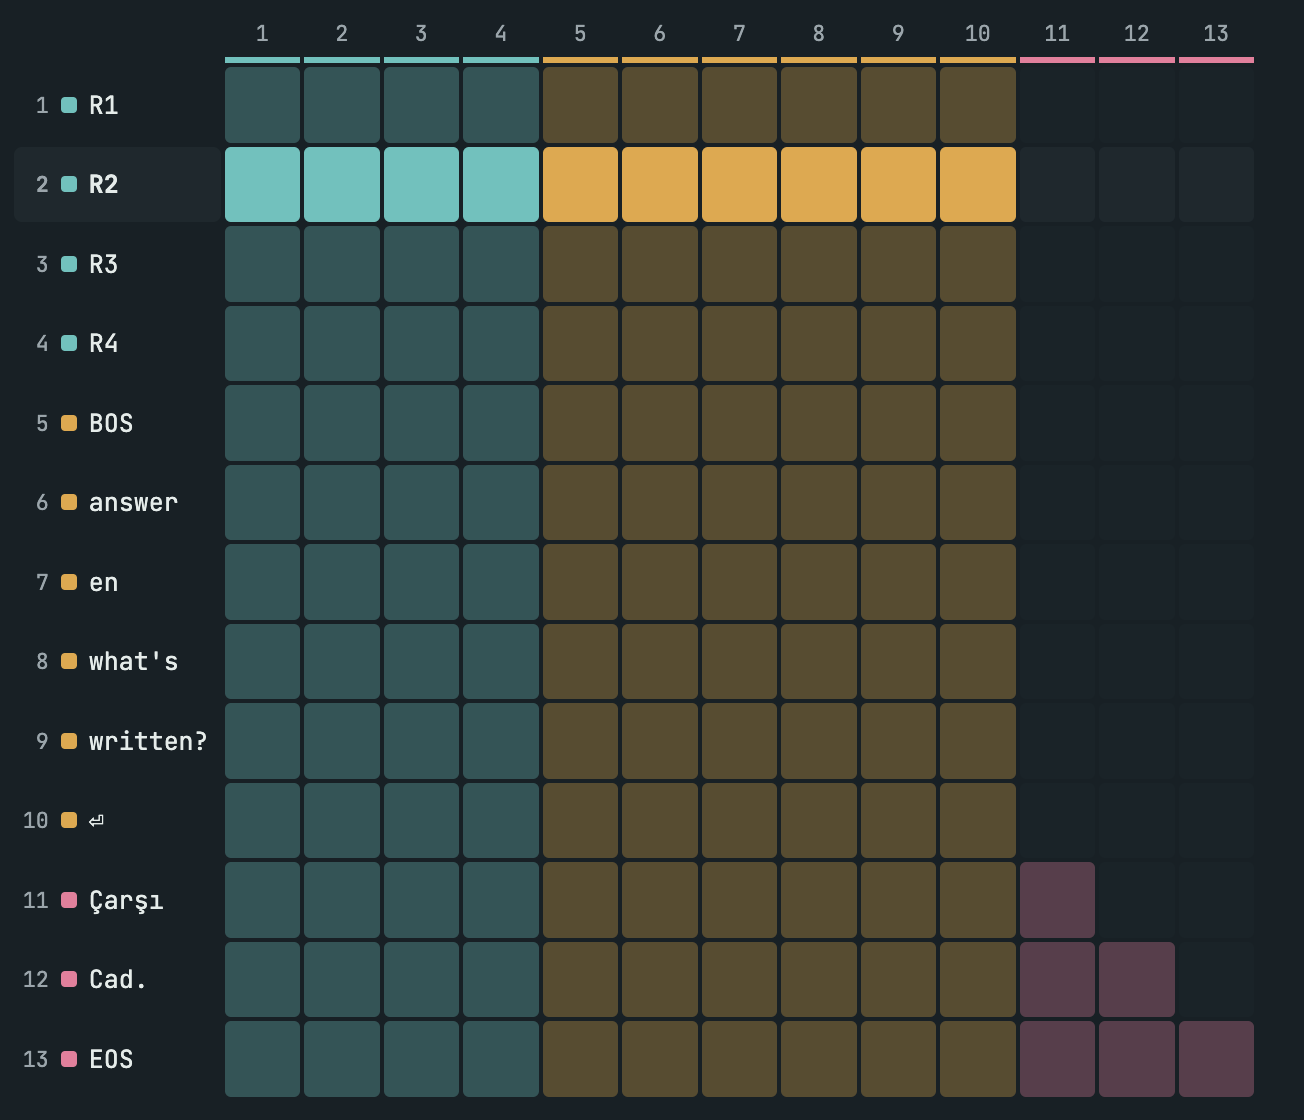 1 2 3 4 5 6 7 8 9 10 11 12 13
1 R1
2 R2
3 R3
4 R4
5 BOS
6 answer
7 en
8 what's
9 written?
10 ⏎
11 Çarşı
12 Cad.
13 EOS